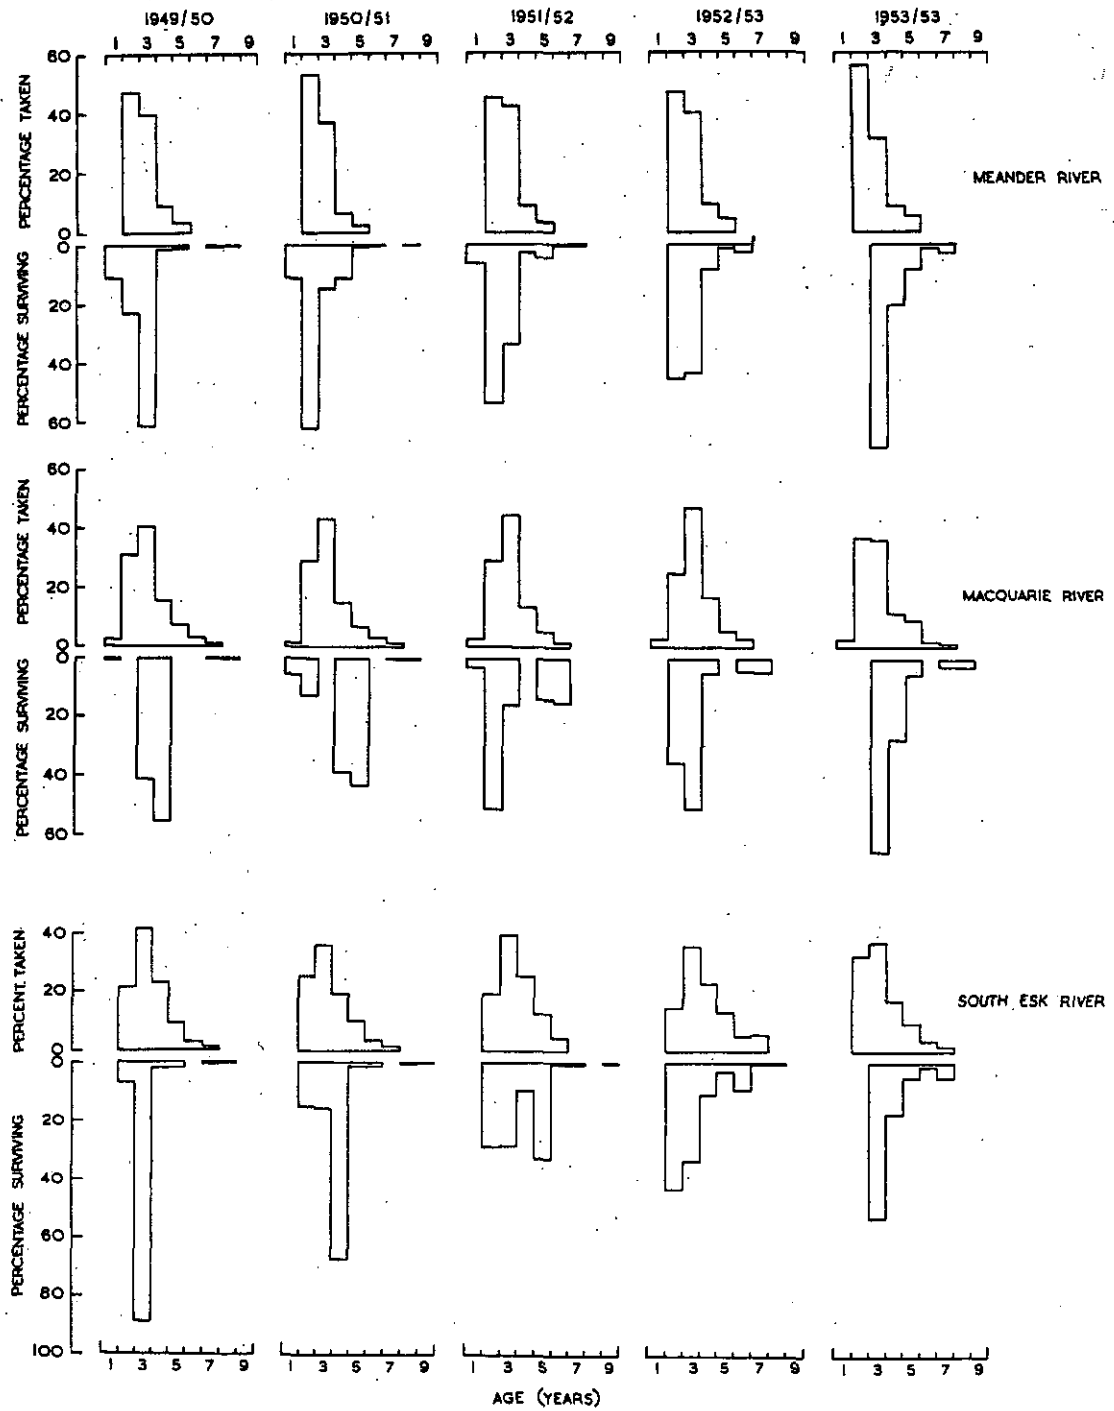 1949/50 1950/51 1951/52 1952/53 1953/53
1 3 5 7 9 1 3 5 7 9 1 3 5 7 9 1 3 5 7 9 1 3 5 7 9
PERCENTAGE TAKEN
60
40
20
0
MEANDER RIVER
PERCENTAGE SURVIVING
0
20
40
60
PERCENTAGE TAKEN
60
40
20
0
MACQUARIE RIVER
PERCENTAGE SURVIVING
0
20
40
60
PERCENT. TAKEN
40
20
0
SOUTH ESK RIVER
PERCENTAGE SURVIVING
0
20
40
60
80
100
1 3 5 7 9 1 3 5 7 9 1 3 5 7 9 1 3 5 7 9 1 3 5 7 9
AGE (YEARS)